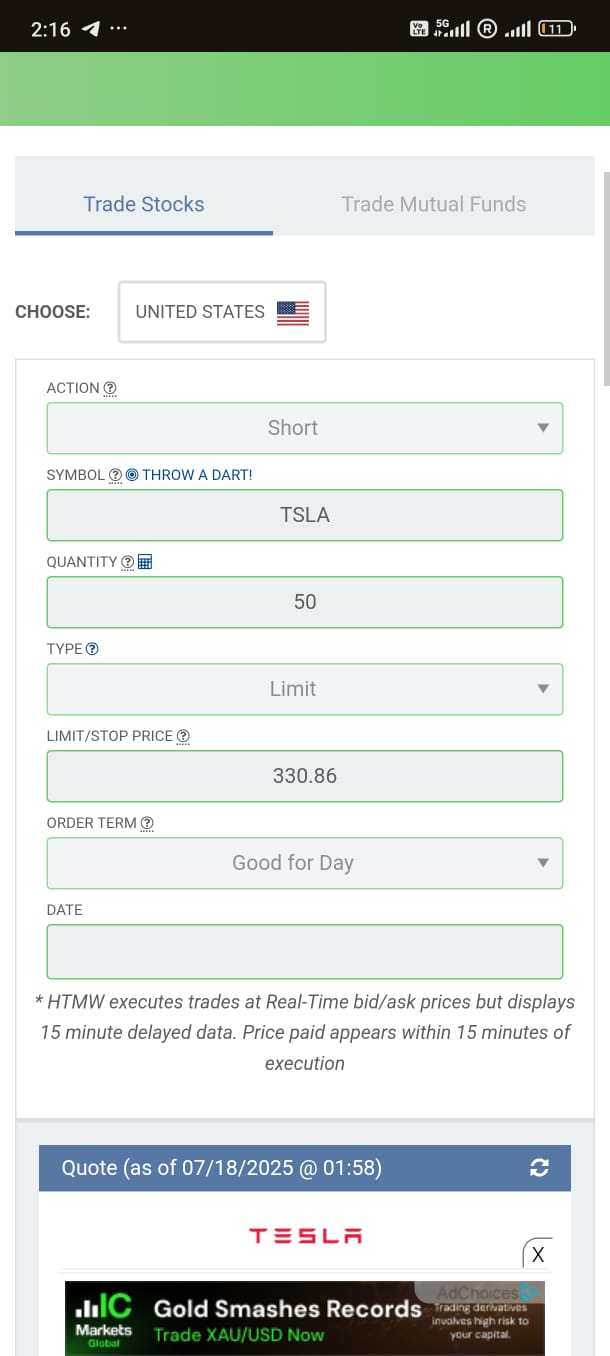 2:16 ...
Vo LTE 5G R 11
Trade Stocks Trade Mutual Funds
CHOOSE: UNITED STATES
ACTION ?
Short
SYMBOL ? THROW A DART!
TSLA
QUANTITY ?
50
TYPE ?
Limit
LIMIT/STOP PRICE ?
330.86
ORDER TERM ?
Good for Day
DATE
* HTMW executes trades at Real-Time bid/ask prices but displays
15 minute delayed data. Price paid appears within 15 minutes of
execution
Quote (as of 07/18/2025 @ 01:58)
TESLA
X
AdChoices
IC Markets Global
Gold Smashes Records
Trade XAU/USD Now
Trading derivatives
involves high risk to
your capital.